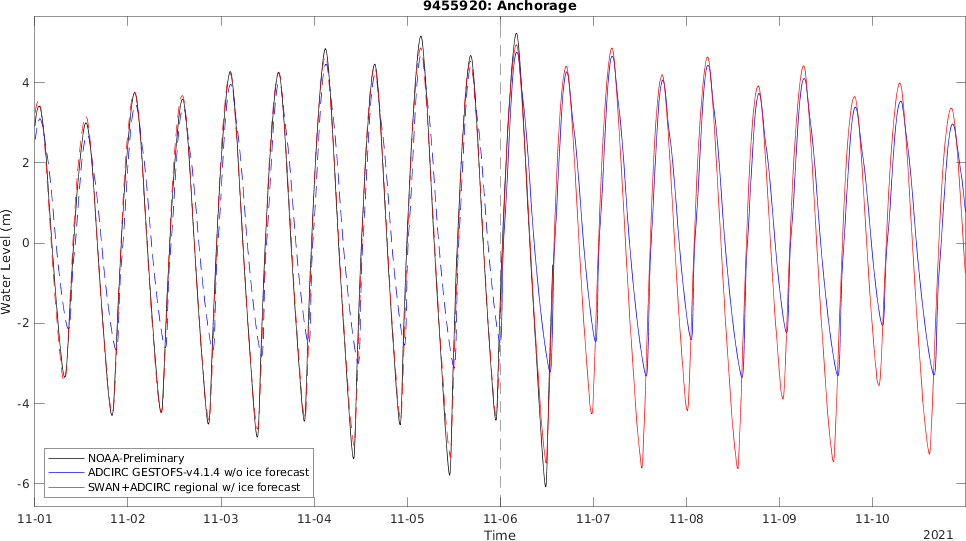 9455920: Anchorage
Water Level (m)
4
2
0
-2
-4
-6
NOAA-Preliminary
ADCIRC GESTOFS-v4.1.4 w/o ice forecast
SWAN+ADCIRC regional w/ ice forecast
11-01 11-02 11-03 11-04 11-05 11-06 11-07 11-08 11-09 11-10
Time
2021